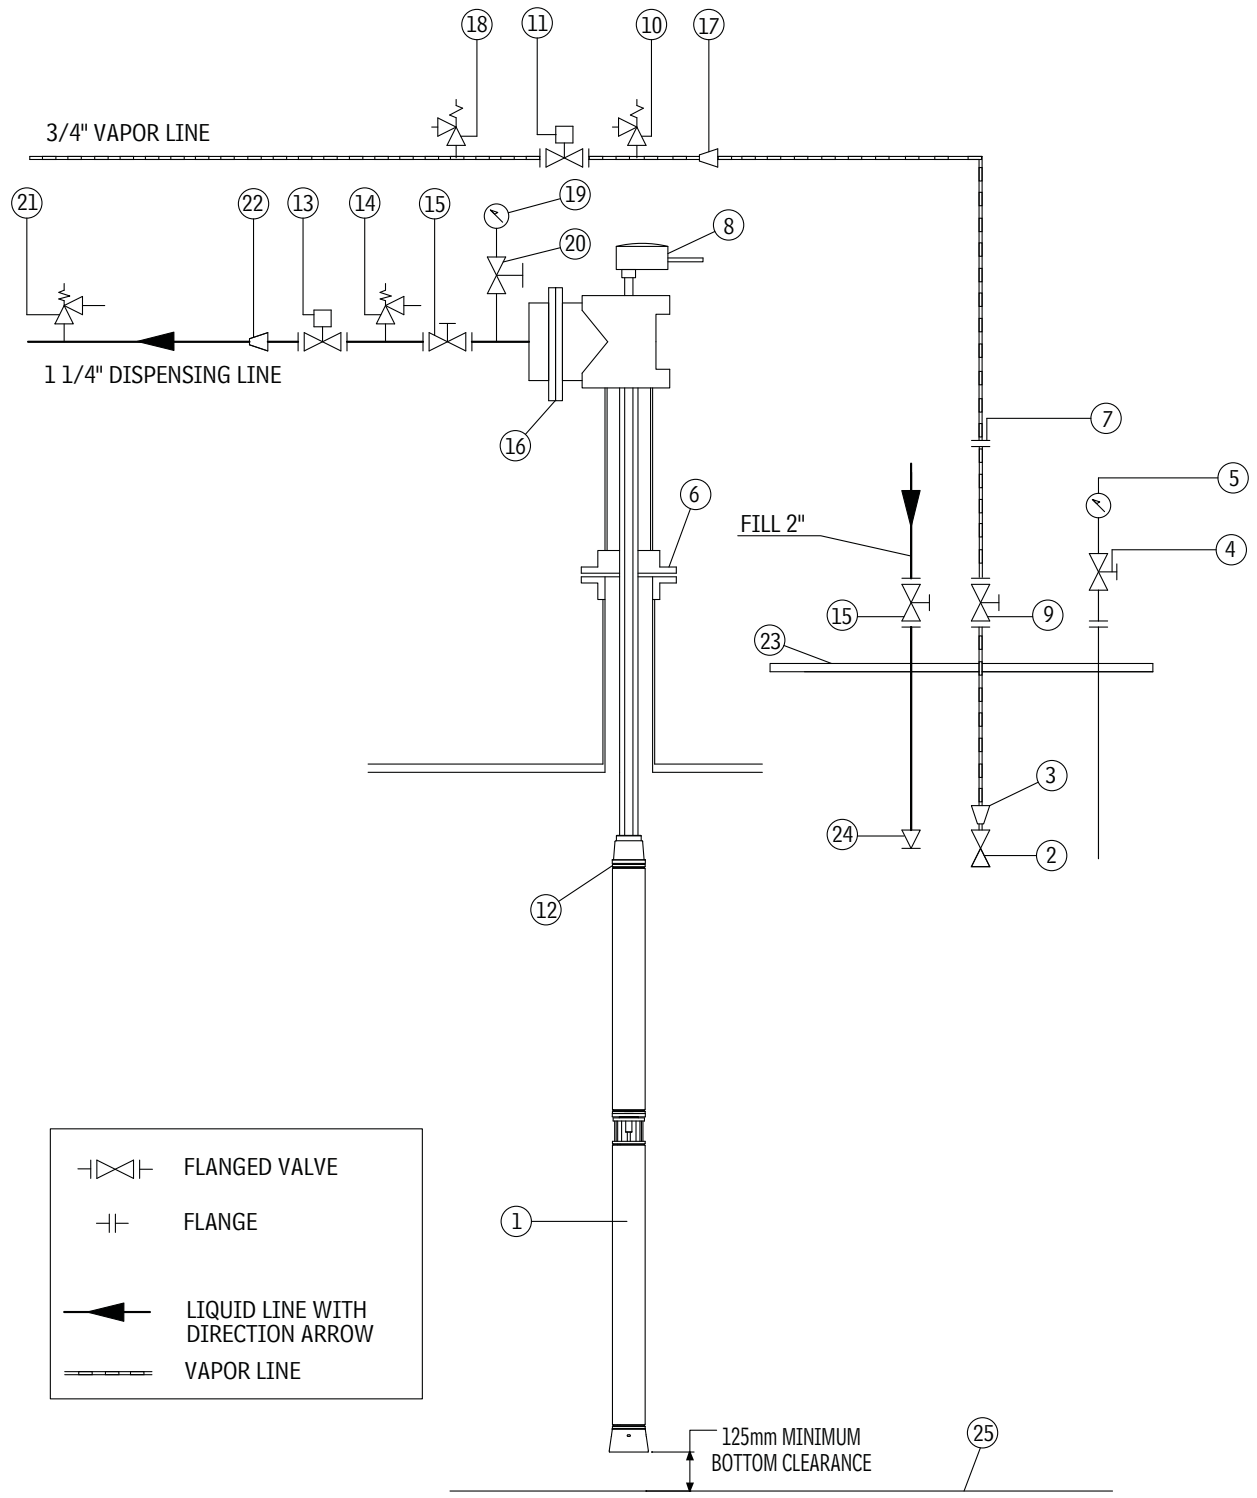 18
11
10
17
3/4" VAPOR LINE
21
22
13
14
15
19
20
8
1 1/4" DISPENSING LINE
16
7
6
5
FILL 2"
4
15
9
23
3
24
2
12
FLANGED VALVE
FLANGE
1
LIQUID LINE WITH
DIRECTION ARROW
VAPOR LINE
125mm MINIMUM
BOTTOM CLEARANCE
25